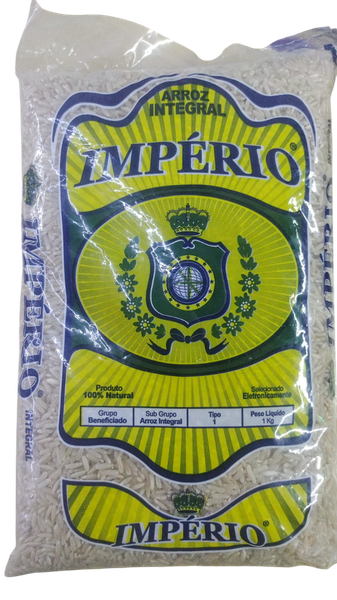 ARROZ
INTEGRAL
IMPÉRIO®
Produto
100% Natural
Selecionado
Eletronicamente
Grupo
Beneficiado
Sub Grupo
Arroz Integral
Tipo
1
Peso Líquido
1 Kg
IMPÉRIO®
IMPÉRIO®
INTEGRAL